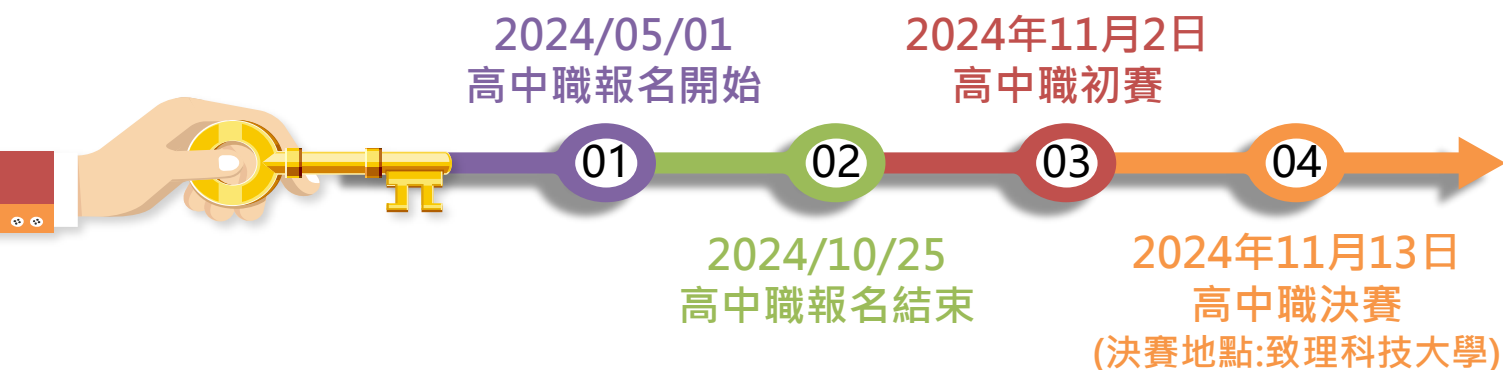 2024/05/01
高中職報名開始
2024年11月2日
高中職初賽
01
02
03
04
2024/10/25
高中職報名結束
2024年11月13日
高中職決賽
(決賽地點:致理科技大學)